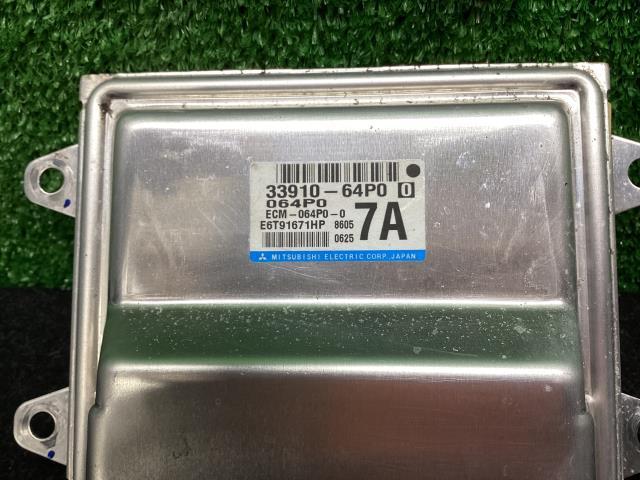 33910-64P0 0
064P0
ECM-064P0-0
E6T91671HP 8605
0625
7A
MITSUBISHI ELECTRIC CORP. JAPAN